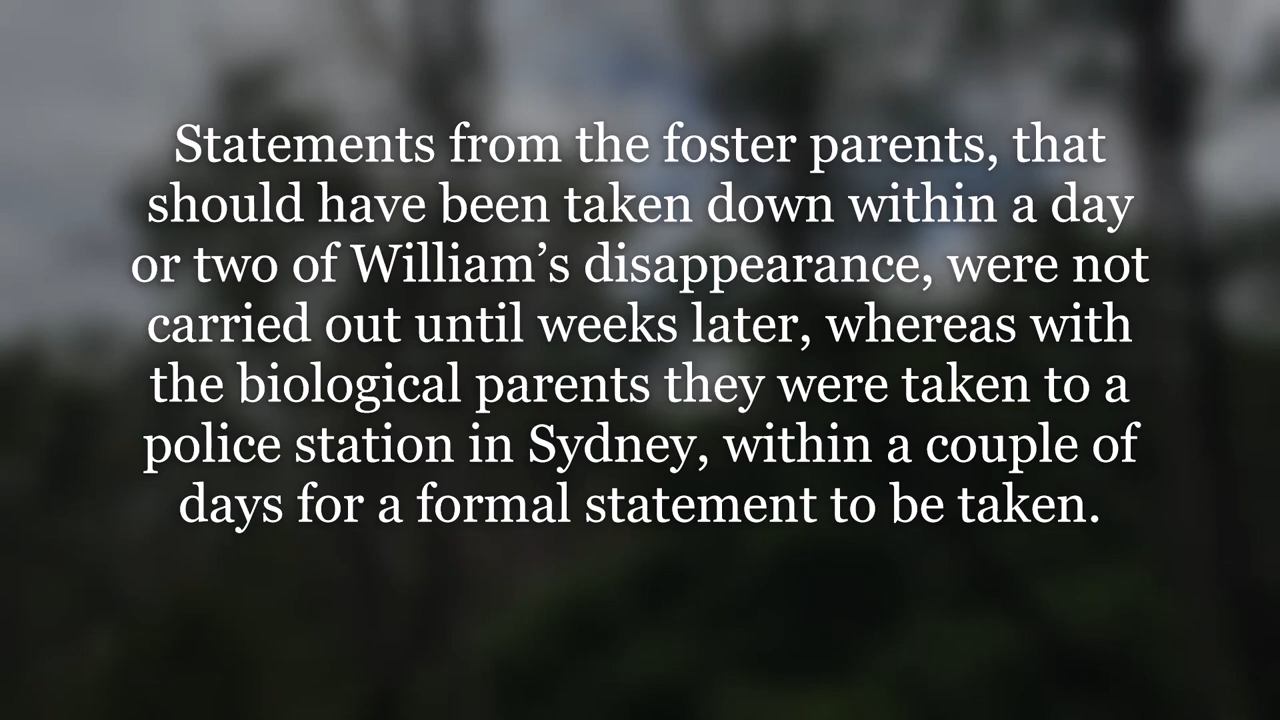 Statements from the foster parents, that
should have been taken down within a day
or two of William’s disappearance, were not
carried out until weeks later, whereas with
the biological parents they were taken to a
police station in Sydney, within a couple of
days for a formal statement to be taken.